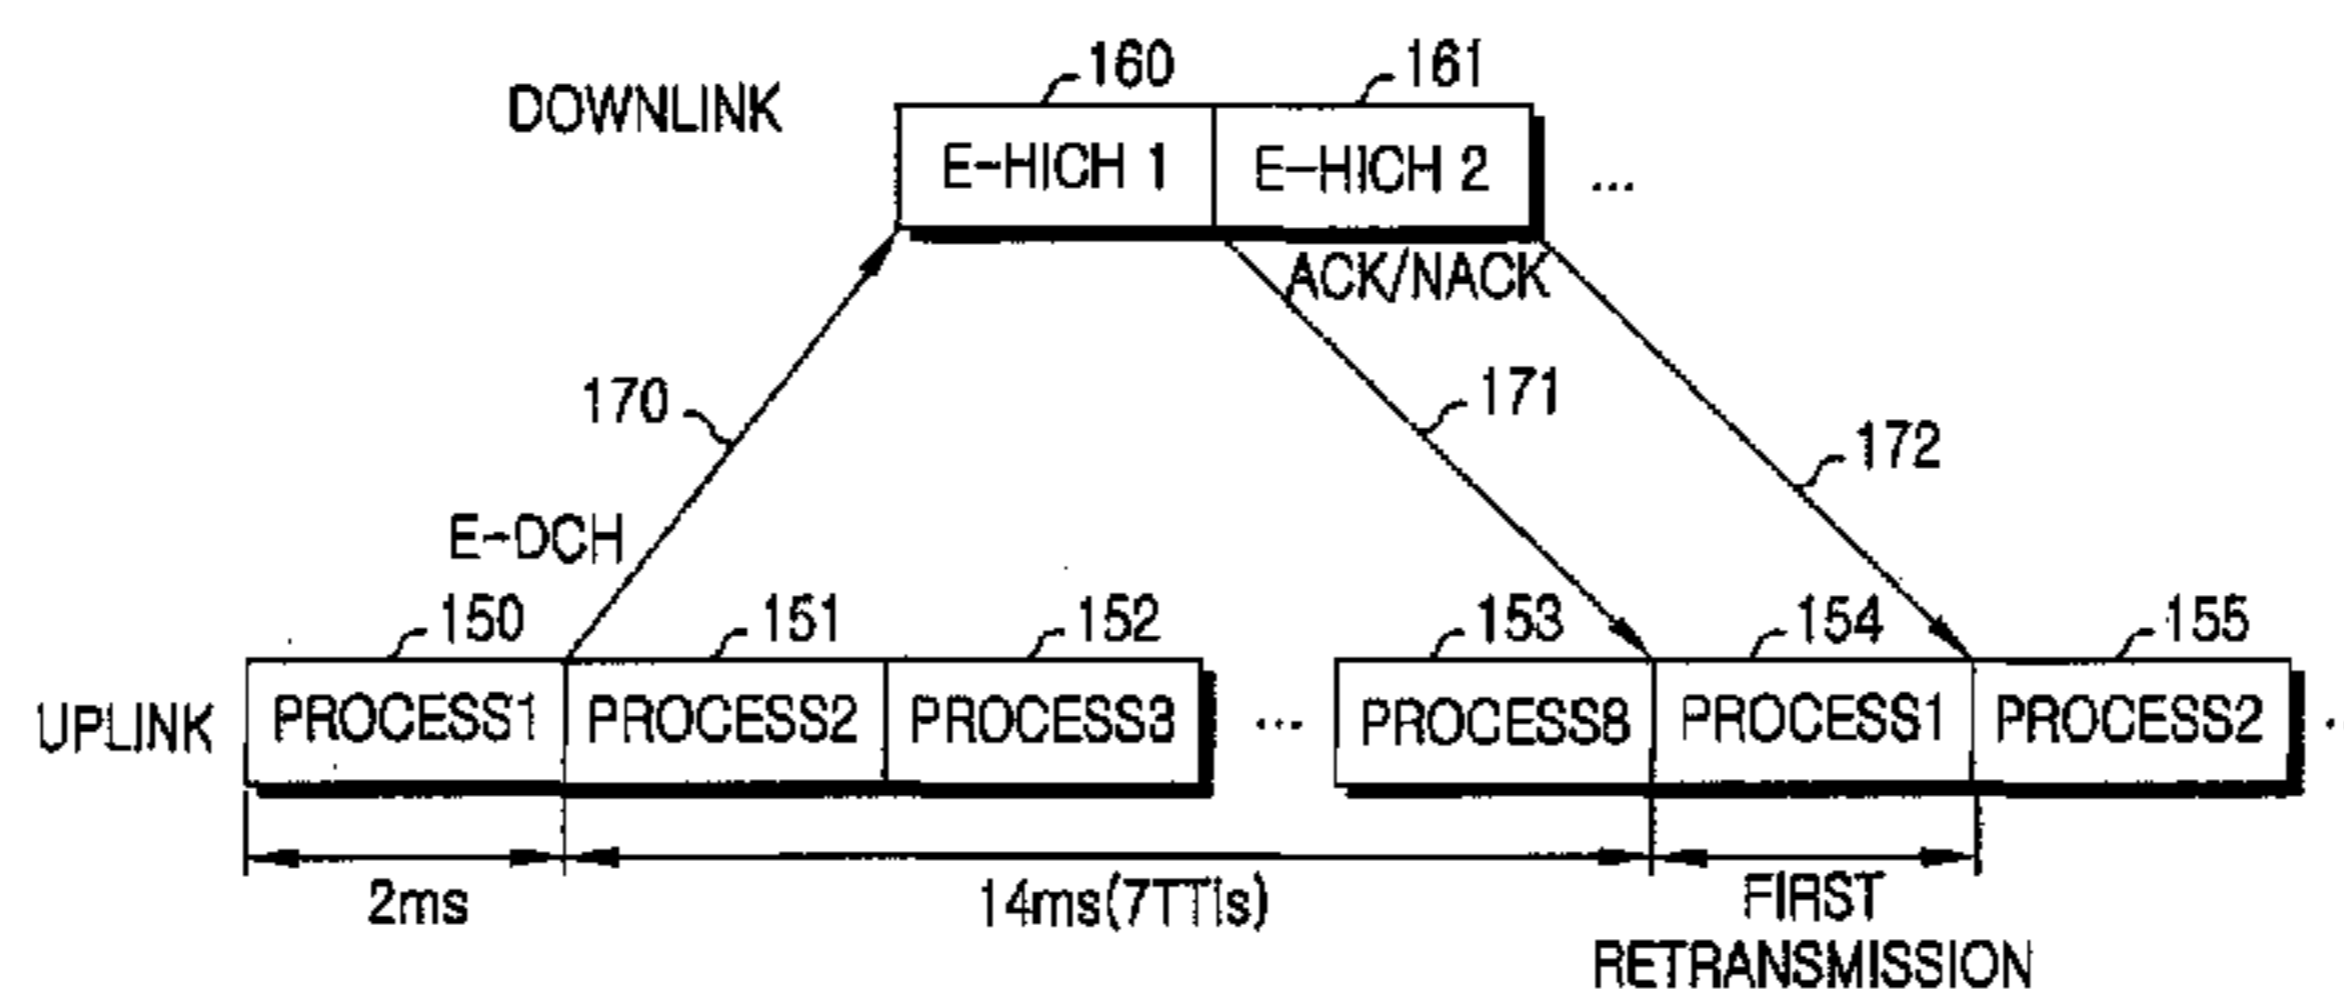 160 161
DOWNLINK E-HICH 1 E-HICH 2 ...
ACK/NACK
170 171 172
E-DCH
150 151 152 153 154 155
UPLINK PROCESS1 PROCESS2 PROCESS3 ... PROCESS8 PROCESS1 PROCESS2
2ms 14ms(7TTIs) FIRST
RETRANSMISSION